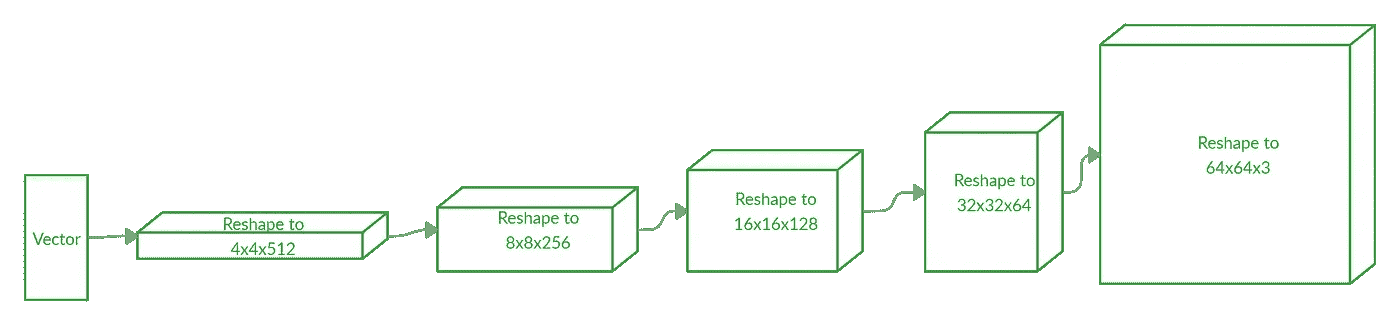 Vector
Reshape to
4x4x512
Reshape to
8x8x256
Reshape to
16x16x128
Reshape to
32x32x64
Reshape to
64x64x3